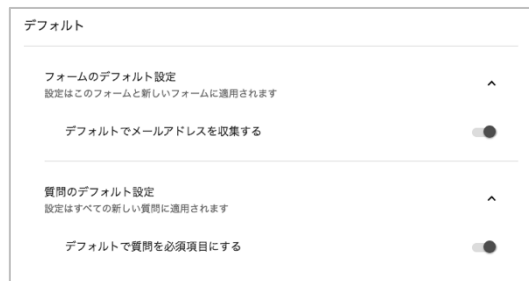 デフォルト
フォームのデフォルト設定
設定はこのフォームと新しいフォームに適用されます
デフォルトでメールアドレスを収集する
質問のデフォルト設定
設定はすべての新しい質問に適用されます
デフォルトで質問を必須項目にする